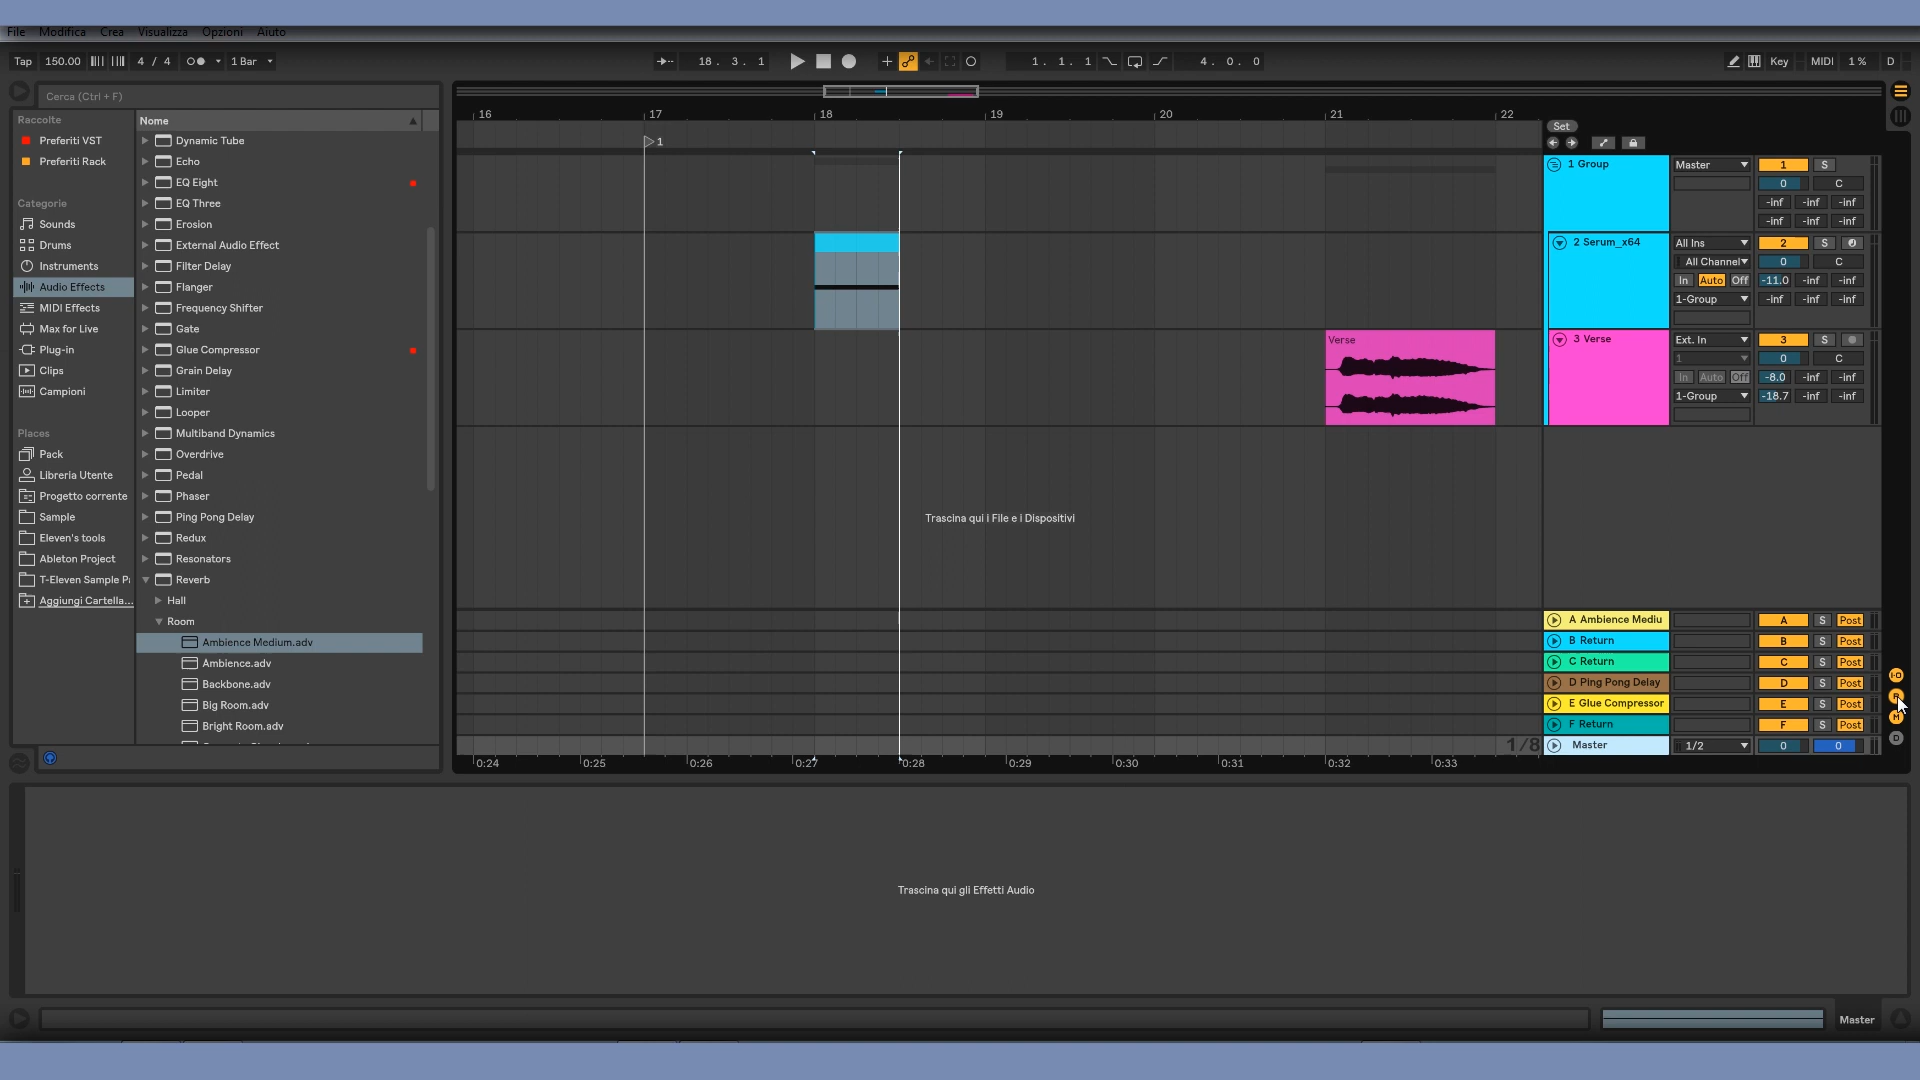 File Modifica Crea Visualizza Opzioni Aiuto
Tap 150.00 4 / 4 1 Bar 18. 3. 1 1. 1. 1 4. 0. 0 Key MIDI 1 % D
Cerca (Ctrl + F)
Raccolte
Preferiti VST
Preferiti Rack
Categorie
Sounds
Drums
Instruments
Audio Effects
MIDI Effects
Max for Live
Plug-in
Clips
Campioni
Places
Pack
Libreria Utente
Progetto corrente
Sample
Eleven's tools
Ableton Project
T-Eleven Sample P
Aggiungi Cartella...
Nome
Dynamic Tube
Echo
EQ Eight
EQ Three
Erosion
External Audio Effect
Filter Delay
Flanger
Frequency Shifter
Gate
Glue Compressor
Grain Delay
Limiter
Looper
Multiband Dynamics
Overdrive
Pedal
Phaser
Ping Pong Delay
Redux
Resonators
Reverb
Hall
Room
Ambience Medium.adv
Ambience.adv
Backbone.adv
Big Room.adv
Bright Room.adv
16 17 18 19 20 21 22
1
Set
1 Group Master 1 S
0 C
-inf -inf -inf
-inf -inf -inf
2 Serum_x64 All Ins 2 S
All Channel 0 C
In Auto Off -11.0 -inf -inf
1-Group -inf -inf -inf
Verse
3 Verse Ext. In 3 S
1 0 C
In Auto Off -8.0 -inf -inf
1-Group -18.7 -inf -inf
Trascina qui i File e i Dispositivi
A Ambience Mediu A S Post
B Return B S Post
C Return C S Post
D Ping Pong Delay D S Post
E Glue Compressor E S Post
F Return F S Post
1/8 Master 1/2 0 0
I·O
M
D
0:24 0:25 0:26 0:27 0:28 0:29 0:30 0:31 0:32 0:33
Trascina qui gli Effetti Audio
Master